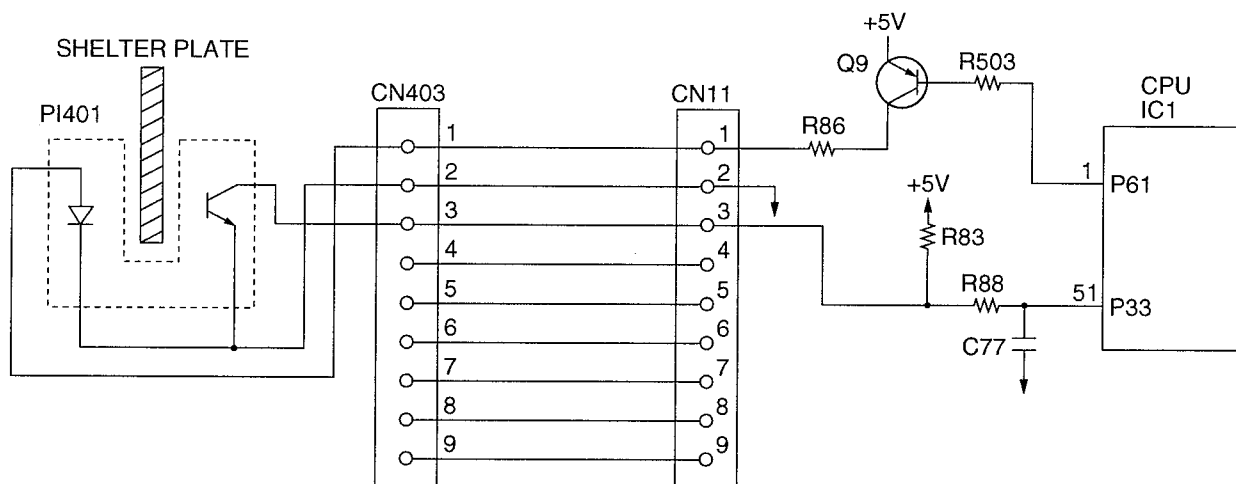 SHELTER PLATE
PI401
CN403
1
2
3
4
5
6
7
8
9
CN11
1
2
3
4
5
6
7
8
9
+5V
Q9
R503
R86
CPU
IC1
1
P61
+5V
R83
R88
51
P33
C77